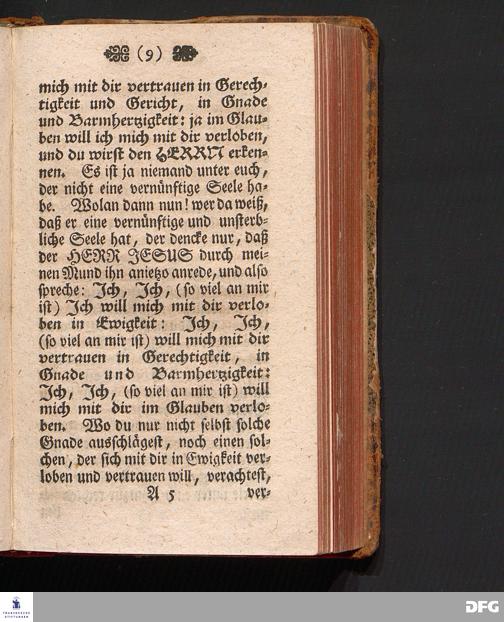 (9)
mich mit dir vertrauen in Gerech-
tigkeit und Gericht, in Gnade
und Barmhertzigkeit: ja im Glau-
ben will ich mich mit dir verloben,
und du wirst den HERRN erken-
nen. Es ist ja niemand unter euch,
der nicht eine vernünftige Seele ha-
be. Wolan dann nun! wer da weiß,
daß er eine vernünftige und unsterb-
liche Seele hat, der dencke nur, daß
der HERR JESUS durch mei-
nen Mund ihn anietzo anrede, und also
spreche: Ich, Ich, (so viel an mir
ist) Ich will mich mit dir verlo-
ben in Ewigkeit: Ich, Ich,
(so viel an mir ist) will mich mit dir
vertrauen in Gerechtigkeit, in
Gnade und Barmhertzigkeit:
Ich, Ich, (so viel an mir ist) will
mich mit dir im Glauben verlo-
ben. Wo du nur nicht selbst solche
Gnade ausschlägest, noch einen sol-
chen, der sich mit dir in Ewigkeit ver-
loben und vertrauen will, verachtest,
A 5 ver-
FRANCKESCHE
STIFTUNGEN
DFG